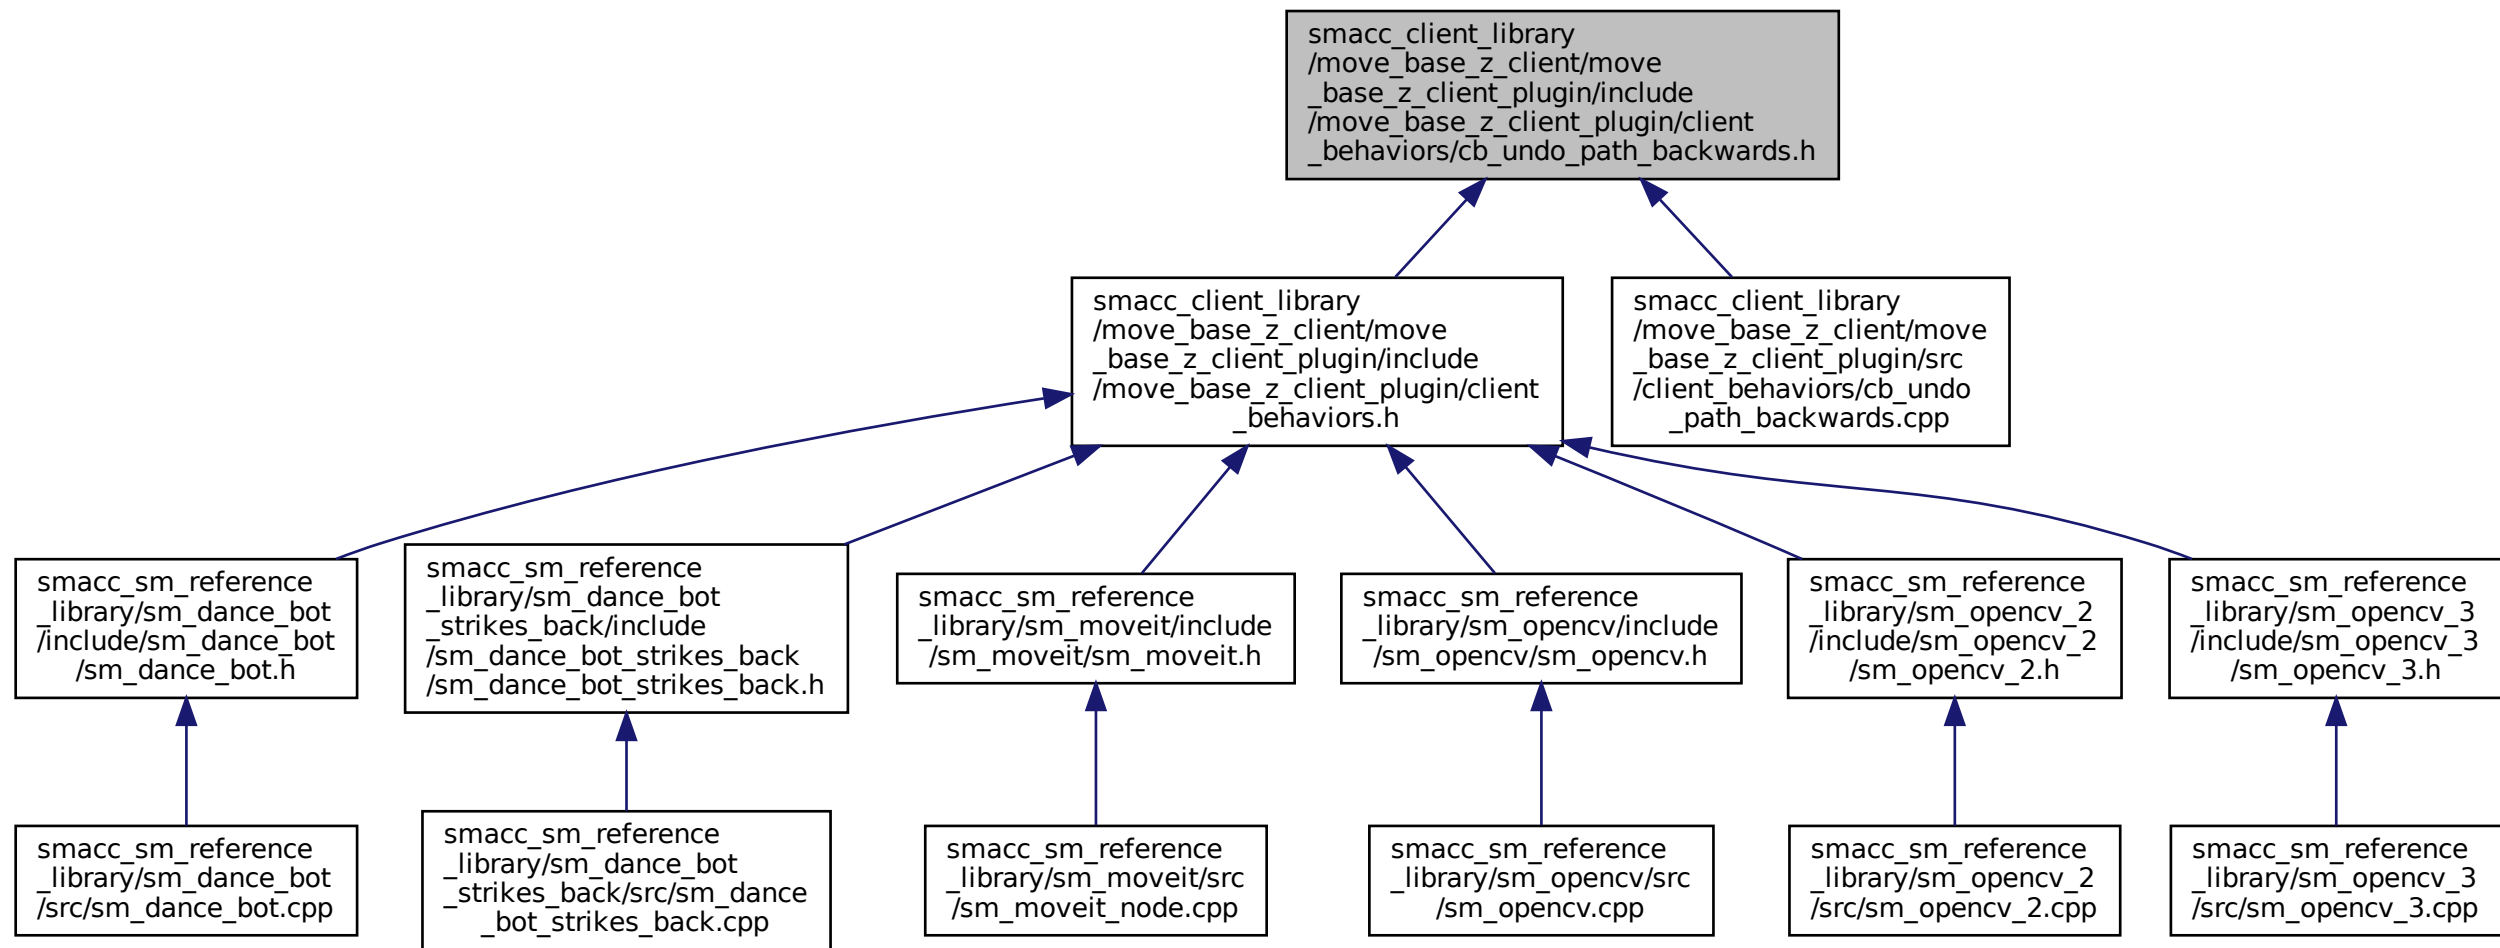 smacc_client_library
/move_base_z_client/move
_base_z_client_plugin/include
/move_base_z_client_plugin/client
_behaviors/cb_undo_path_backwards.h
smacc_client_library
/move_base_z_client/move
_base_z_client_plugin/include
/move_base_z_client_plugin/client
_behaviors.h
smacc_client_library
/move_base_z_client/move
_base_z_client_plugin/src
/client_behaviors/cb_undo
_path_backwards.cpp
smacc_sm_reference
_library/sm_dance_bot
/include/sm_dance_bot
/sm_dance_bot.h
smacc_sm_reference
_library/sm_dance_bot
_strikes_back/include
/sm_dance_bot_strikes_back
/sm_dance_bot_strikes_back.h
smacc_sm_reference
_library/sm_moveit/include
/sm_moveit/sm_moveit.h
smacc_sm_reference
_library/sm_opencv/include
/sm_opencv/sm_opencv.h
smacc_sm_reference
_library/sm_opencv_2
/include/sm_opencv_2
/sm_opencv_2.h
smacc_sm_reference
_library/sm_opencv_3
/include/sm_opencv_3
/sm_opencv_3.h
smacc_sm_reference
_library/sm_dance_bot
/src/sm_dance_bot.cpp
smacc_sm_reference
_library/sm_dance_bot
_strikes_back/src/sm_dance
_bot_strikes_back.cpp
smacc_sm_reference
_library/sm_moveit/src
/sm_moveit_node.cpp
smacc_sm_reference
_library/sm_opencv/src
/sm_opencv.cpp
smacc_sm_reference
_library/sm_opencv_2
/src/sm_opencv_2.cpp
smacc_sm_reference
_library/sm_opencv_3
/src/sm_opencv_3.cpp